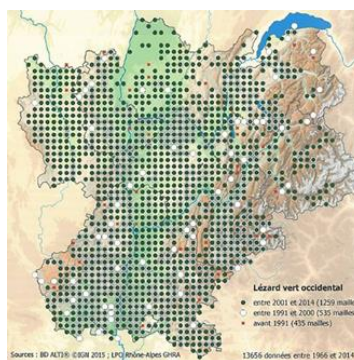 Lézard vert occidental
entre 2001 et 2014 (1259 mailles)
entre 1991 et 2000 (535 mailles)
avant 1991 (435 mailles)
Sources : BD ALTI® ©IGN 2015 ; LPO Rhône-Alpes GHRA
13656 données entre 1966 et 2014